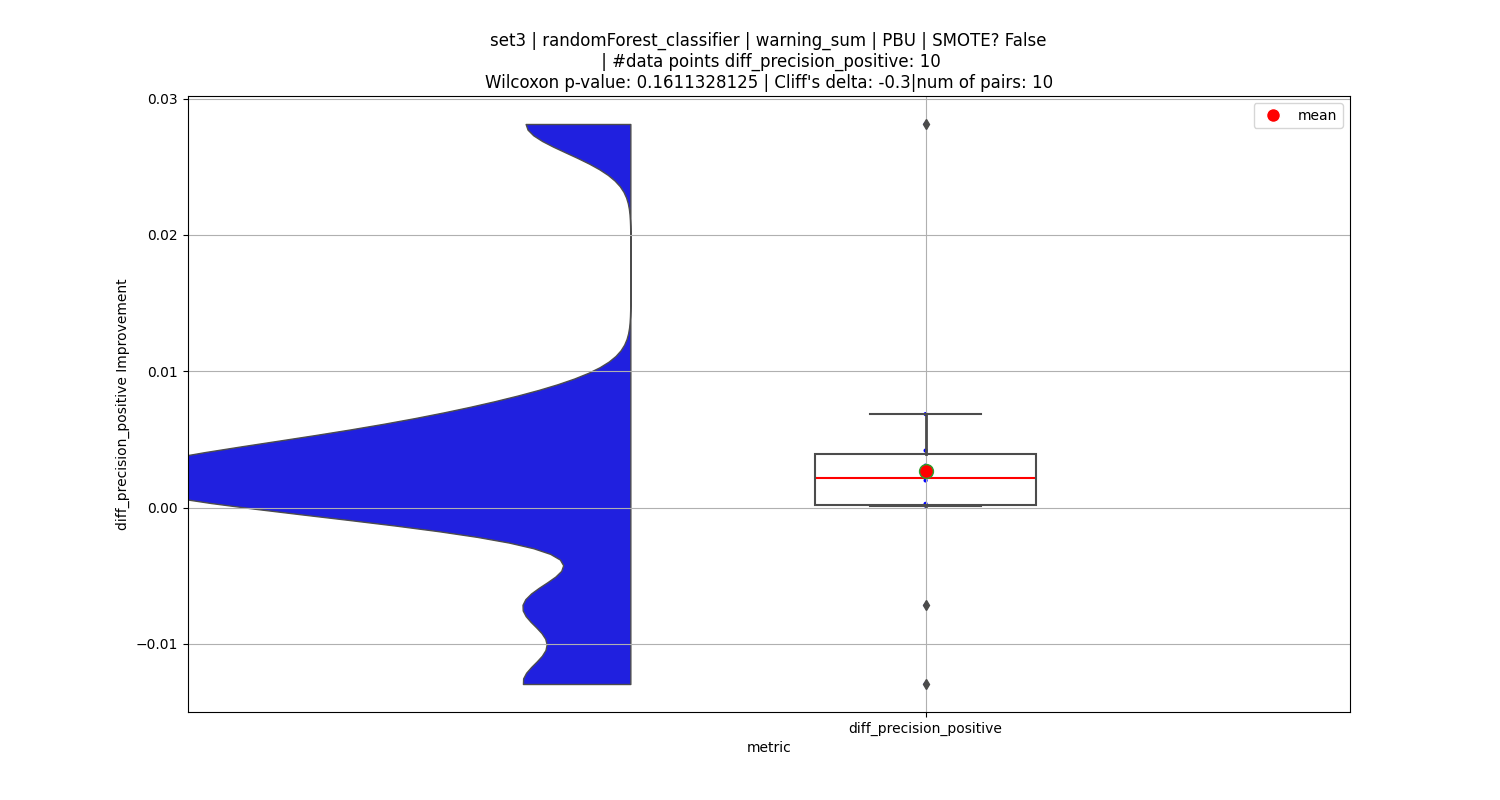 set3 | randomForest_classifier | warning_sum | PBU | SMOTE? False
| #data points diff_precision_positive: 10
Wilcoxon p-value: 0.1611328125 | Cliff's delta: -0.3|num of pairs: 10
mean
0.03
0.02
0.01
0.00
−0.01
diff_precision_positive Improvement
diff_precision_positive
metric